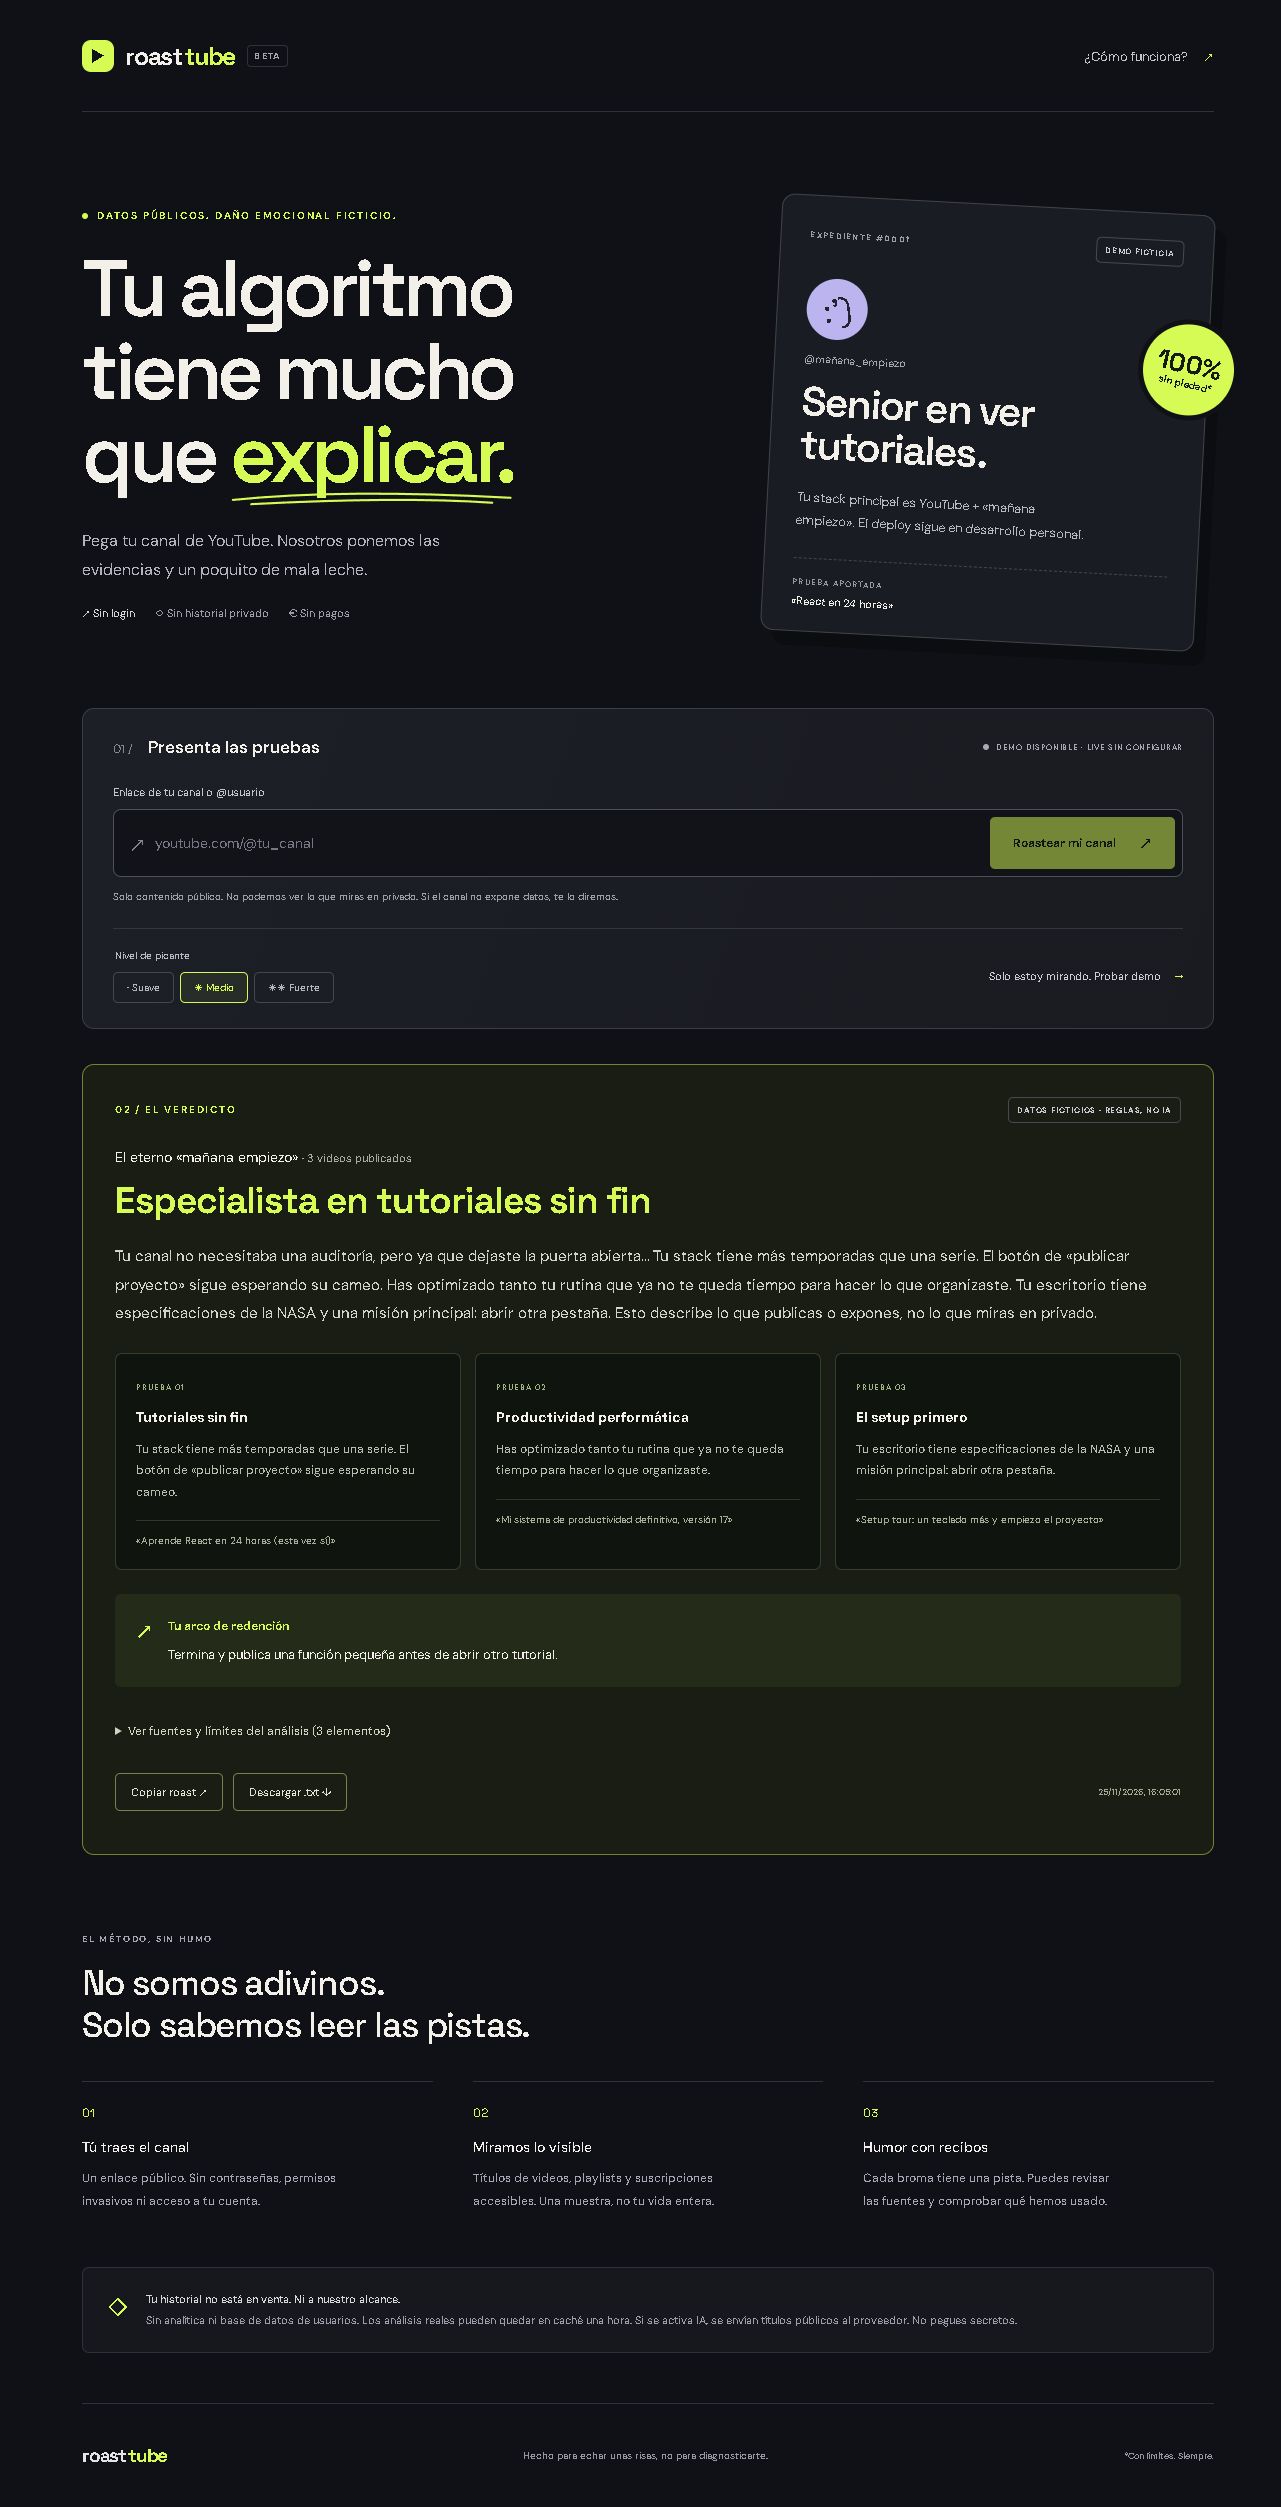 roasttube BETA
¿Cómo funciona? ↗
DATOS PÚBLICOS. DAÑO EMOCIONAL FICTICIO.
Tu algoritmo
tiene mucho
que explicar.
Pega tu canal de YouTube. Nosotros ponemos las
evidencias y un poquito de mala leche.
↗ Sin login ○ Sin historial privado € Sin pagos
EXPEDIENTE #0001
DEMO FICTICIA
:')
@mañana_empiezo
100%
sin piedad*
Senior en ver
tutoriales.
Tu stack principal es YouTube + «mañana
empiezo». El deploy sigue en desarrollo personal.
PRUEBA APORTADA
«React en 24 horas»
01 / Presenta las pruebas
DEMO DISPONIBLE · LIVE SIN CONFIGURAR
Enlace de tu canal o @usuario
↗ youtube.com/@tu_canal
Roastear mi canal ↗
Solo contenido público. No podemos ver lo que miras en privado. Si el canal no expone datos, te lo diremos.
Nivel de picante
· Suave
✷ Medio
✷✷ Fuerte
Solo estoy mirando. Probar demo →
02 / EL VEREDICTO
DATOS FICTICIOS · REGLAS, NO IA
El eterno «mañana empiezo» · 3 videos publicados
Especialista en tutoriales sin fin
Tu canal no necesitaba una auditoría, pero ya que dejaste la puerta abierta... Tu stack tiene más temporadas que una serie. El botón de «publicar
proyecto» sigue esperando su cameo. Has optimizado tanto tu rutina que ya no te queda tiempo para hacer lo que organizaste. Tu escritorio tiene
especificaciones de la NASA y una misión principal: abrir otra pestaña. Esto describe lo que publicas o expones, no lo que miras en privado.
PRUEBA 01
Tutoriales sin fin
Tu stack tiene más temporadas que una serie. El
botón de «publicar proyecto» sigue esperando su
cameo.
«Aprende React en 24 horas (esta vez sí)»
PRUEBA 02
Productividad performática
Has optimizado tanto tu rutina que ya no te queda
tiempo para hacer lo que organizaste.
«Mi sistema de productividad definitivo, versión 17»
PRUEBA 03
El setup primero
Tu escritorio tiene especificaciones de la NASA y una
misión principal: abrir otra pestaña.
«Setup tour: un teclado más y empiezo el proyecto»
↗ Tu arco de redención
Termina y publica una función pequeña antes de abrir otro tutorial.
▶ Ver fuentes y límites del análisis (3 elementos)
Copiar roast ↗
Descargar .txt ↓
25/11/2026, 16:09:01
EL MÉTODO, SIN HUMO
No somos adivinos.
Solo sabemos leer las pistas.
01
Tú traes el canal
Un enlace público. Sin contraseñas, permisos
invasivos ni acceso a tu cuenta.
02
Miramos lo visible
Títulos de videos, playlists y suscripciones
accesibles. Una muestra, no tu vida entera.
03
Humor con recibos
Cada broma tiene una pista. Puedes revisar
las fuentes y comprobar qué hemos usado.
Tu historial no está en venta. Ni a nuestro alcance.
Sin analítica ni base de datos de usuarios. Los análisis reales pueden quedar en caché una hora. Si se activa IA, se envían títulos públicos al proveedor. No pegues secretos.
roasttube
Hecho para echar unas risas, no para diagnosticarte.
*Con límites. Siempre.